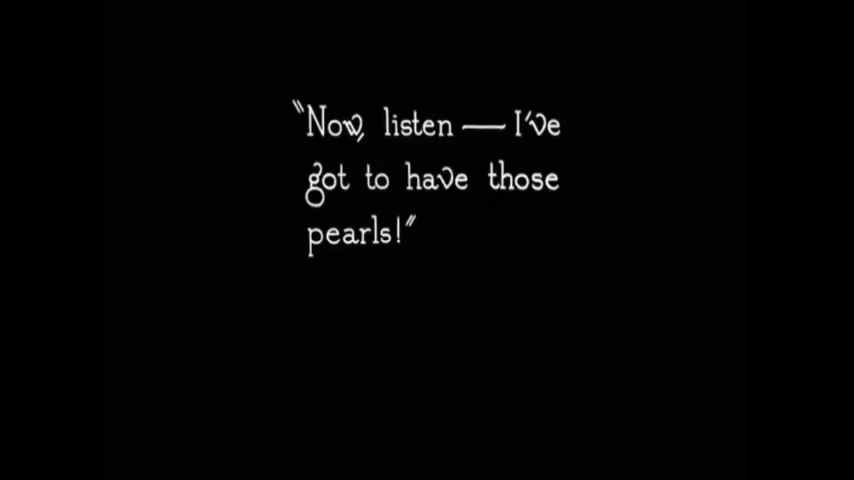 "Now, listen — I've
got to have those
pearls!"